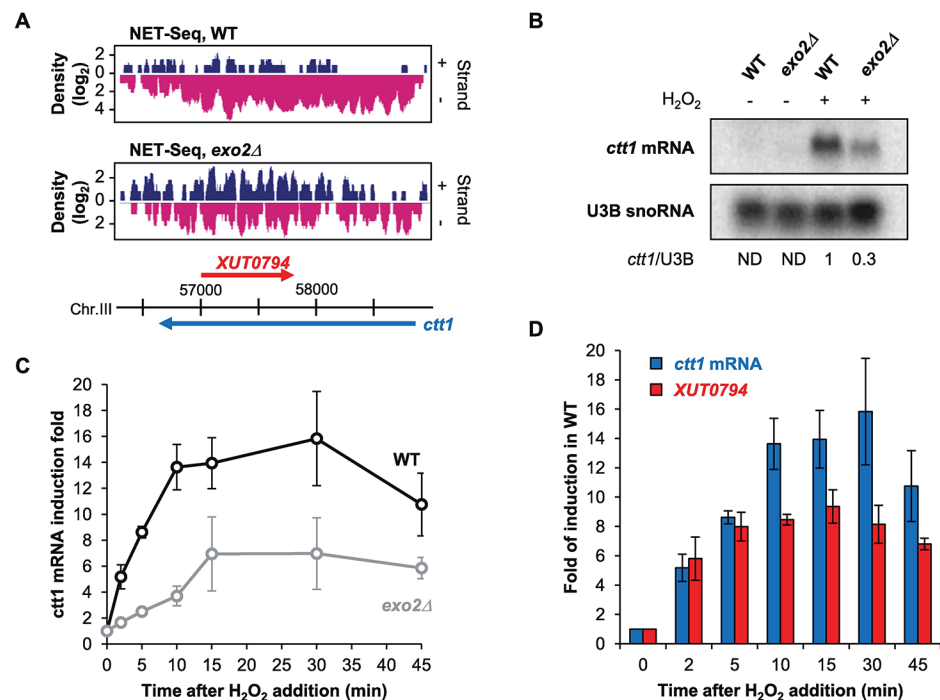 A
NET-Seq, WT
Density (log2)
2
0
2
4
+
-
Strand
NET-Seq, exo2Δ
Density (log2)
2
0
2
+
-
Strand
XUT0794
57000 58000
Chr.III
ctt1
B
WT exo2Δ WT exo2Δ
H₂O₂ - - + +
ctt1 mRNA
U3B snoRNA
ctt1/U3B ND ND 1 0.3
C
ctt1 mRNA induction fold
20
18
16
14
12
10
8
6
4
2
0
WT
exo2Δ
0 5 10 15 20 25 30 35 40 45
Time after H₂O₂ addition (min)
D
Fold of induction in WT
20
18
16
14
12
10
8
6
4
2
0
ctt1 mRNA
XUT0794
0 2 5 10 15 30 45
Time after H₂O₂ addition (min)